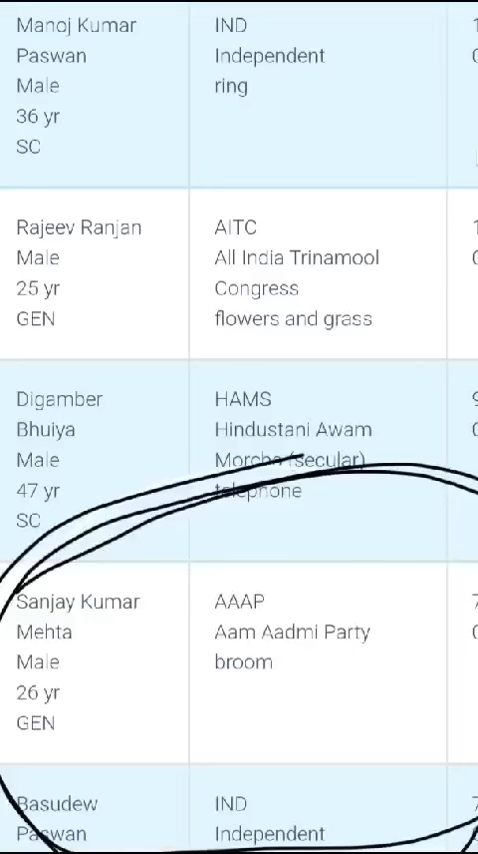 Manoj Kumar
Paswan
Male
36 yr
SC
IND
Independent
ring
Rajeev Ranjan
Male
25 yr
GEN
AITC
All India Trinamool
Congress
flowers and grass
Digamber
Bhuiya
Male
47 yr
SC
HAMS
Hindustani Awam
Morcha (secular)
telephone
Sanjay Kumar
Mehta
Male
26 yr
GEN
AAAP
Aam Aadmi Party
broom
Basudew
Paswan
IND
Independent